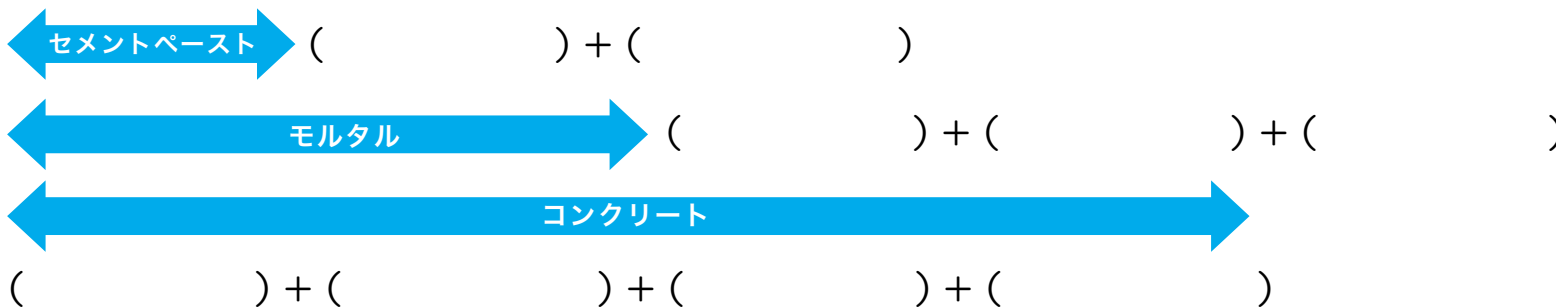 セメントペースト (　　　　) + (　　　　)
モルタル (　　　　) + (　　　　) + (　　　　)
コンクリート
(　　　　) + (　　　　) + (　　　　) + (　　　　)